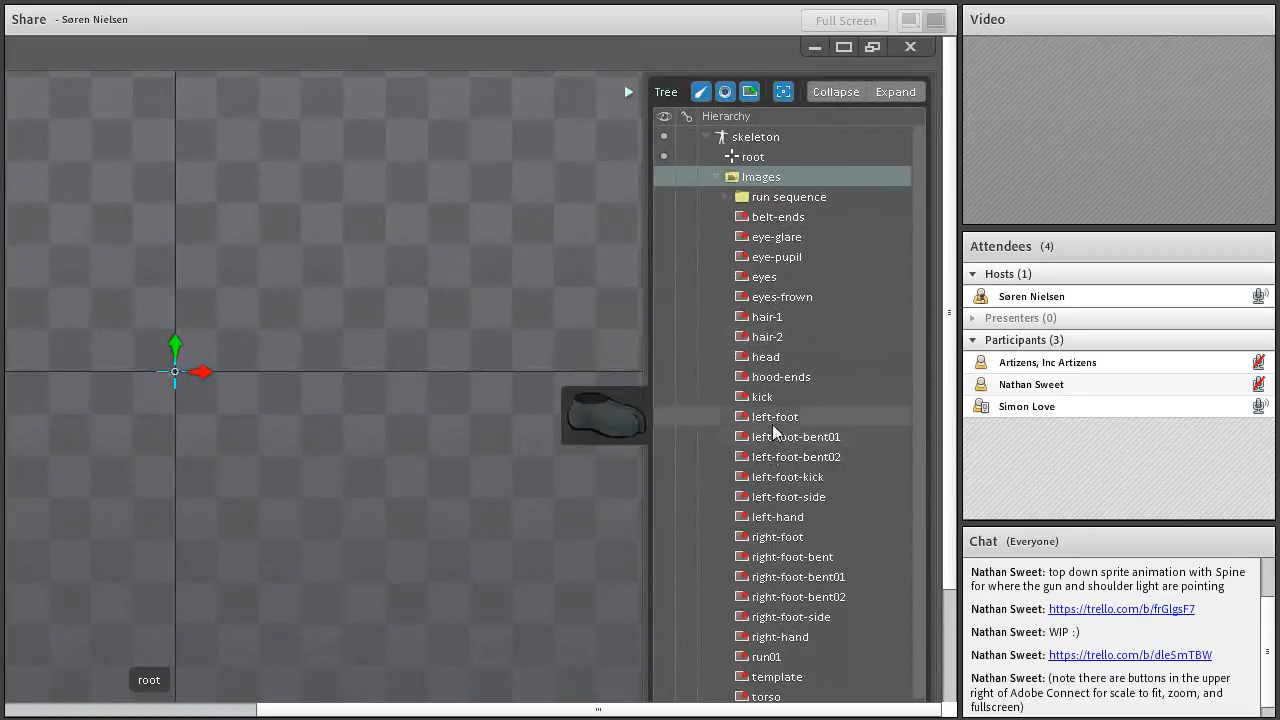 Share - Søren Nielsen
Full Screen
Video
Tree
Collapse
Expand
Hierarchy
skeleton
root
Images
run sequence
belt-ends
eye-glare
eye-pupil
eyes
eyes-frown
hair-1
hair-2
head
hood-ends
kick
left-foot
left-foot-bent01
left-foot-bent02
left-foot-kick
left-foot-side
left-hand
right-foot
right-foot-bent
right-foot-bent01
right-foot-bent02
right-foot-side
right-hand
run01
template
torso
root
Attendees (4)
Hosts (1)
Søren Nielsen
Presenters (0)
Participants (3)
Artizens, Inc Artizens
Nathan Sweet
Simon Love
Chat (Everyone)
Nathan Sweet: top down sprite animation with Spine
for where the gun and shoulder light are pointing
Nathan Sweet: https://trello.com/b/frGlgsF7
Nathan Sweet: WIP :)
Nathan Sweet: https://trello.com/b/dle5mTBW
Nathan Sweet: (note there are buttons in the upper
right of Adobe Connect for scale to fit, zoom, and
fullscreen)